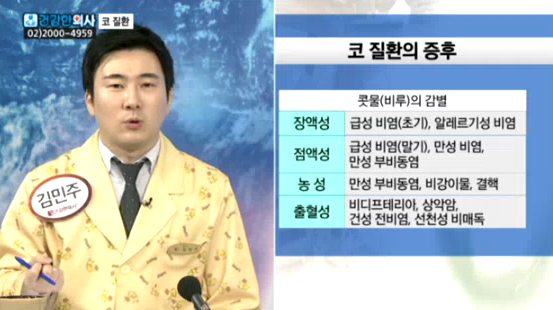 건강한의사
코 질환
02)2000-4959
김민주
코 질환의 증후
콧물(비루)의 감별
장액성
급성 비염(초기), 알레르기성 비염
점액성
급성 비염(말기), 만성 비염,
만성 부비동염
농 성
만성 부비동염, 비강이물, 결핵
출혈성
비디프테리아, 상악암,
건성 전비염, 선천성 비매독